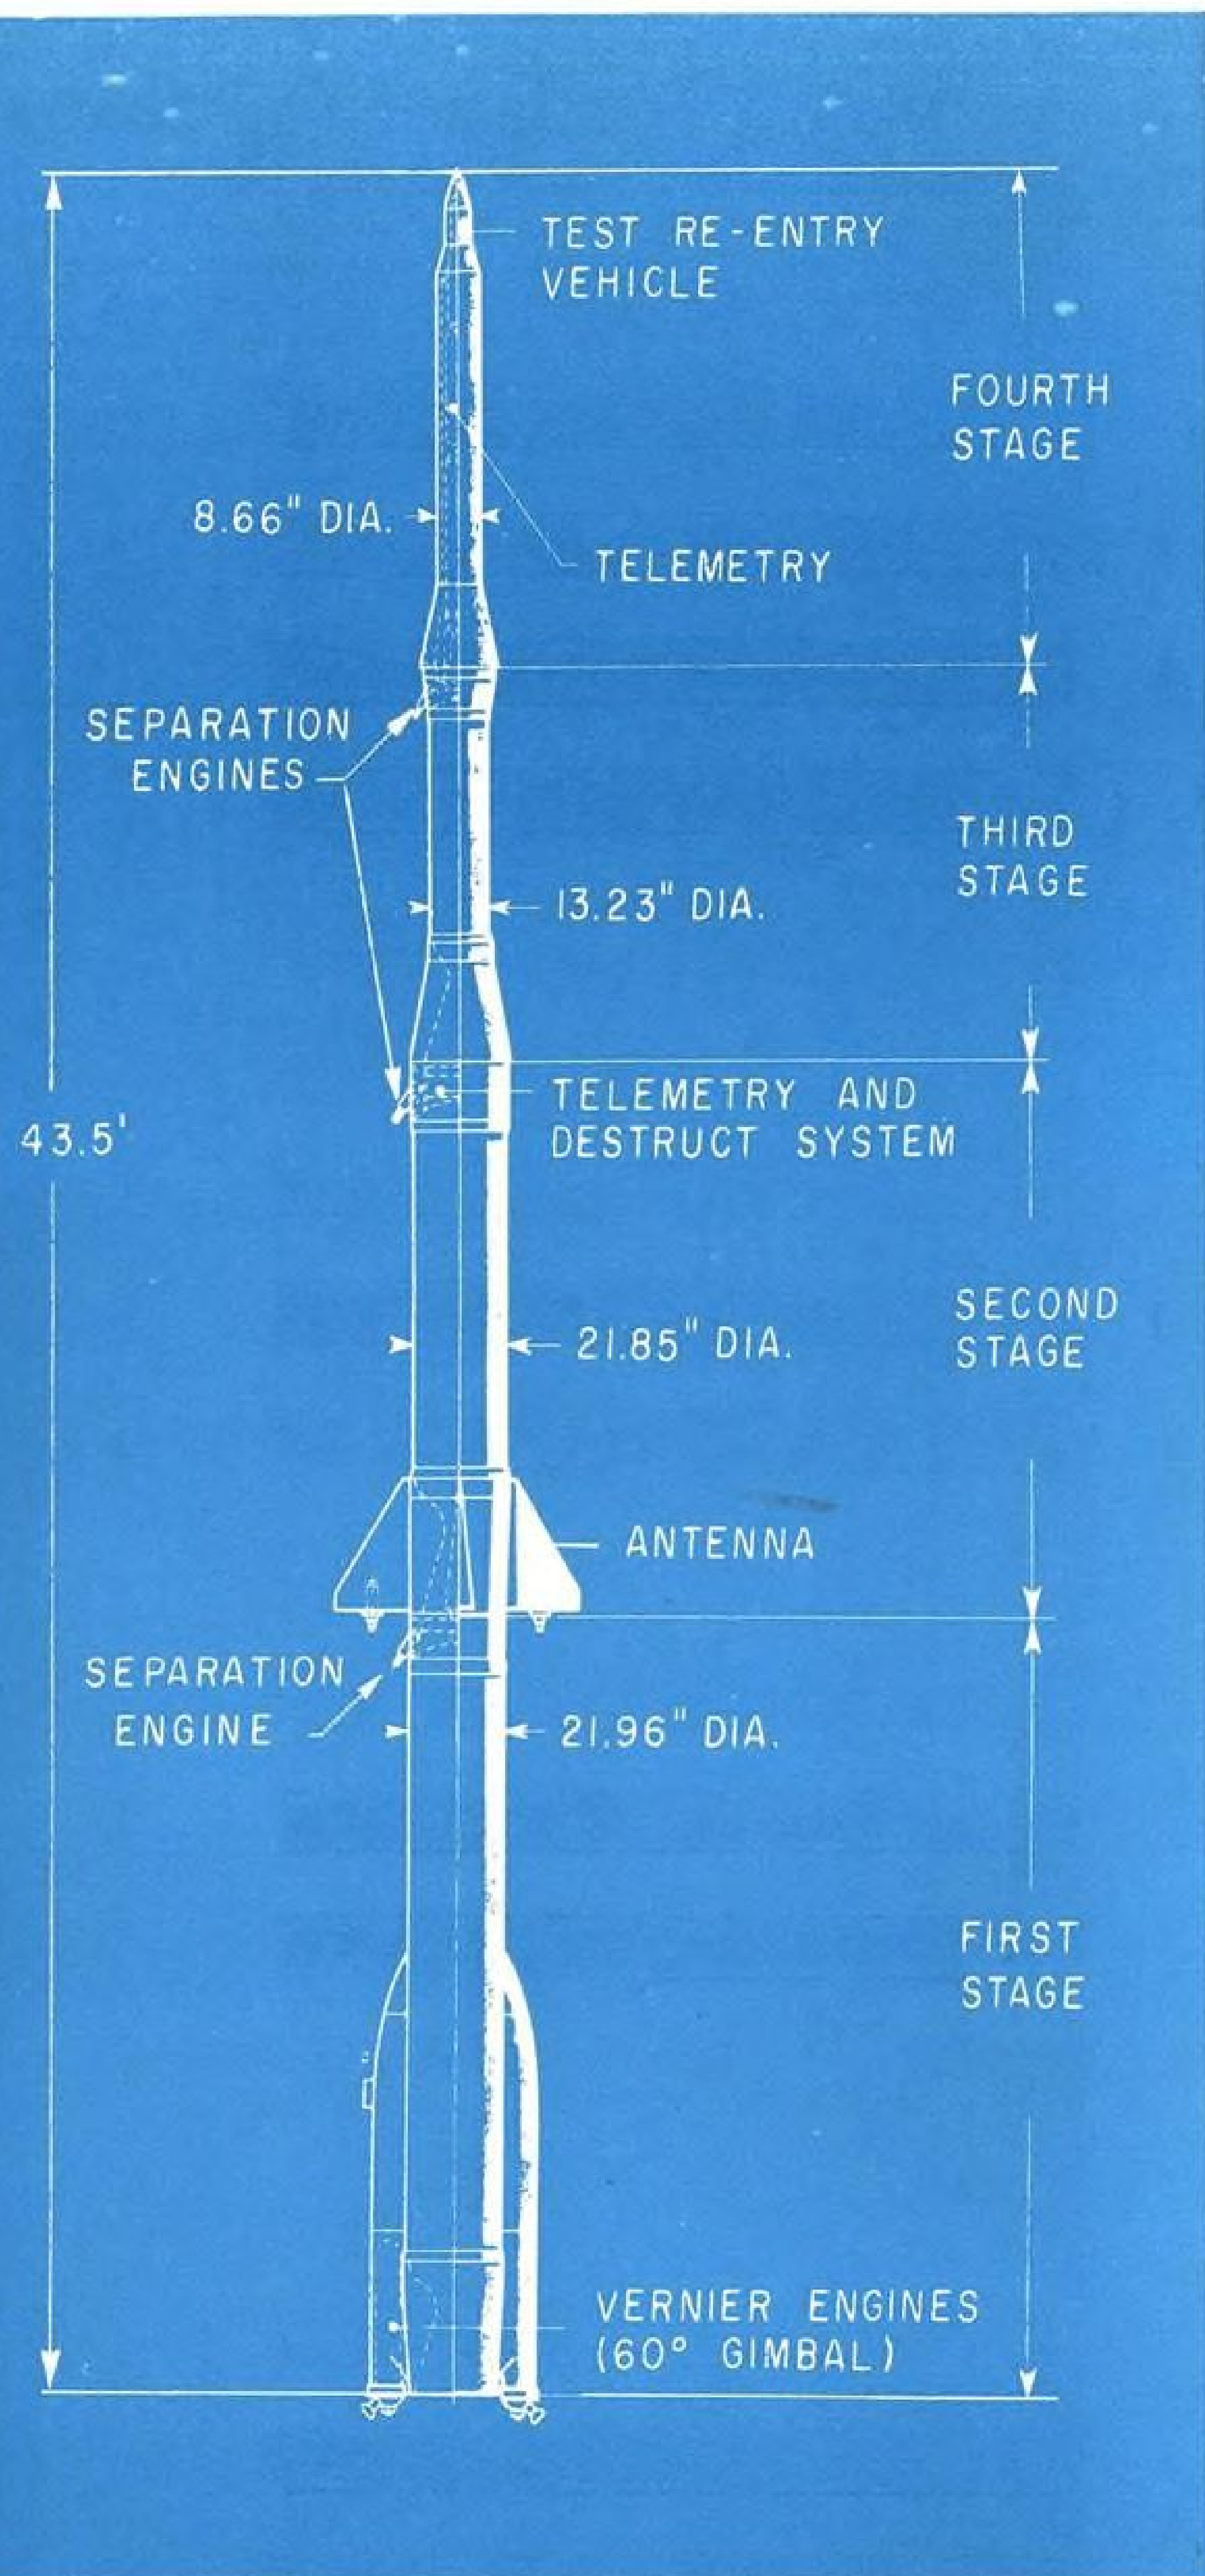 TEST RE-ENTRY
VEHICLE
FOURTH
STAGE
8.66" DIA.
TELEMETRY
SEPARATION
ENGINES
THIRD
STAGE
13.23" DIA.
TELEMETRY AND
DESTRUCT SYSTEM
43.5'
SECOND
STAGE
21.85" DIA.
ANTENNA
SEPARATION
ENGINE
21.96" DIA.
FIRST
STAGE
VERNIER ENGINES
(60° GIMBAL)